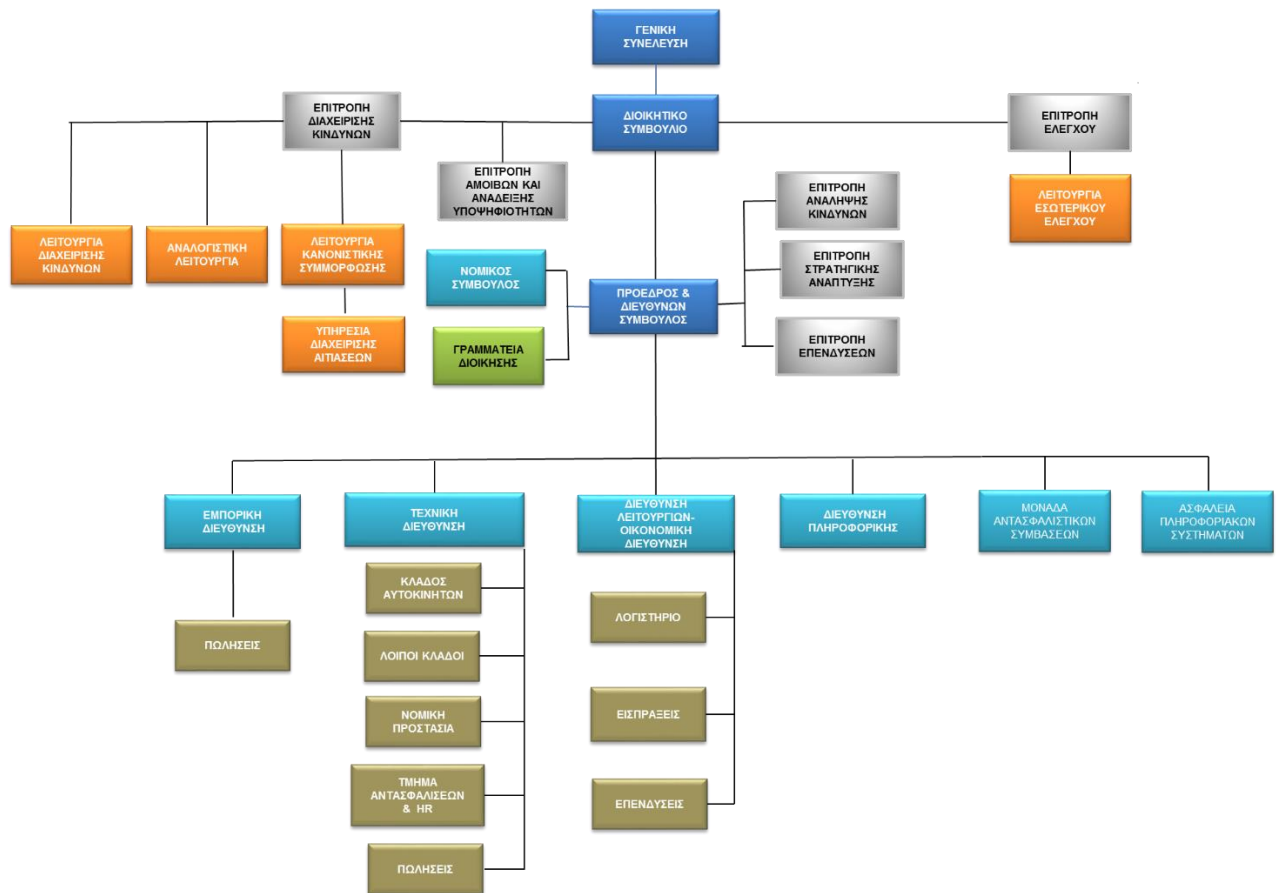 ΓΕΝΙΚΗ
ΣΥΝΕΛΕΥΣΗ
ΕΠΙΤΡΟΠΗ
ΔΙΑΧΕΙΡΙΣΗΣ
ΚΙΝΔΥΝΩΝ
ΔΙΟΙΚΗΤΙΚΟ
ΣΥΜΒΟΥΛΙΟ
ΕΠΙΤΡΟΠΗ
ΕΛΕΓΧΟΥ
ΕΠΙΤΡΟΠΗ
ΑΜΟΙΒΩΝ ΚΑΙ
ΑΝΑΔΕΙΞΗΣ
ΥΠΟΨΗΦΙΟΤΗΤΩΝ
ΕΠΙΤΡΟΠΗ
ΑΝΑΛΗΨΗΣ
ΚΙΝΔΥΝΩΝ
ΛΕΙΤΟΥΡΓΙΑ
ΕΣΩΤΕΡΙΚΟΥ
ΕΛΕΓΧΟΥ
ΛΕΙΤΟΥΡΓΙΑ
ΔΙΑΧΕΙΡΙΣΗΣ
ΚΙΝΔΥΝΩΝ
ΑΝΑΛΟΓΙΣΤΙΚΗ
ΛΕΙΤΟΥΡΓΙΑ
ΛΕΙΤΟΥΡΓΙΑ
ΚΑΝΟΝΙΣΤΙΚΗΣ
ΣΥΜΜΟΡΦΩΣΗΣ
ΝΟΜΙΚΟΣ
ΣΥΜΒΟΥΛΟΣ
ΠΡΟΕΔΡΟΣ &
ΔΙΕΥΘΥΝΩΝ
ΣΥΜΒΟΥΛΟΣ
ΕΠΙΤΡΟΠΗ
ΣΤΡΑΤΗΓΙΚΗΣ
ΑΝΑΠΤΥΞΗΣ
ΥΠΗΡΕΣΙΑ
ΔΙΑΧΕΙΡΙΣΗΣ
ΑΙΤΙΑΣΕΩΝ
ΓΡΑΜΜΑΤΕΙΑ
ΔΙΟΙΚΗΣΗΣ
ΕΠΙΤΡΟΠΗ
ΕΠΕΝΔΥΣΕΩΝ
ΕΜΠΟΡΙΚΗ
ΔΙΕΥΘΥΝΣΗ
ΤΕΧΝΙΚΗ
ΔΙΕΥΘΥΝΣΗ
ΔΙΕΥΘΥΝΣΗ
ΛΕΙΤΟΥΡΓΙΩΝ-
ΟΙΚΟΝΟΜΙΚΗ
ΔΙΕΥΘΥΝΣΗ
ΔΙΕΥΘΥΝΣΗ
ΠΛΗΡΟΦΟΡΙΚΗΣ
ΜΟΝΑΔΑ
ΑΝΤΑΣΦΑΛΙΣΤΙΚΩΝ
ΣΥΜΒΑΣΕΩΝ
ΑΣΦΑΛΕΙΑ
ΠΛΗΡΟΦΟΡΙΑΚΩΝ
ΣΥΣΤΗΜΑΤΩΝ
ΠΩΛΗΣΕΙΣ
ΚΛΑΔΟΣ
ΑΥΤΟΚΙΝΗΤΩΝ
ΛΟΙΠΟΙ ΚΛΑΔΟΙ
ΝΟΜΙΚΗ
ΠΡΟΣΤΑΣΙΑ
ΤΜΗΜΑ
ΑΝΤΑΣΦΑΛΙΣΕΩΝ
& HR
ΠΩΛΗΣΕΙΣ
ΛΟΓΙΣΤΗΡΙΟ
ΕΙΣΠΡΑΞΕΙΣ
ΕΠΕΝΔΥΣΕΙΣ